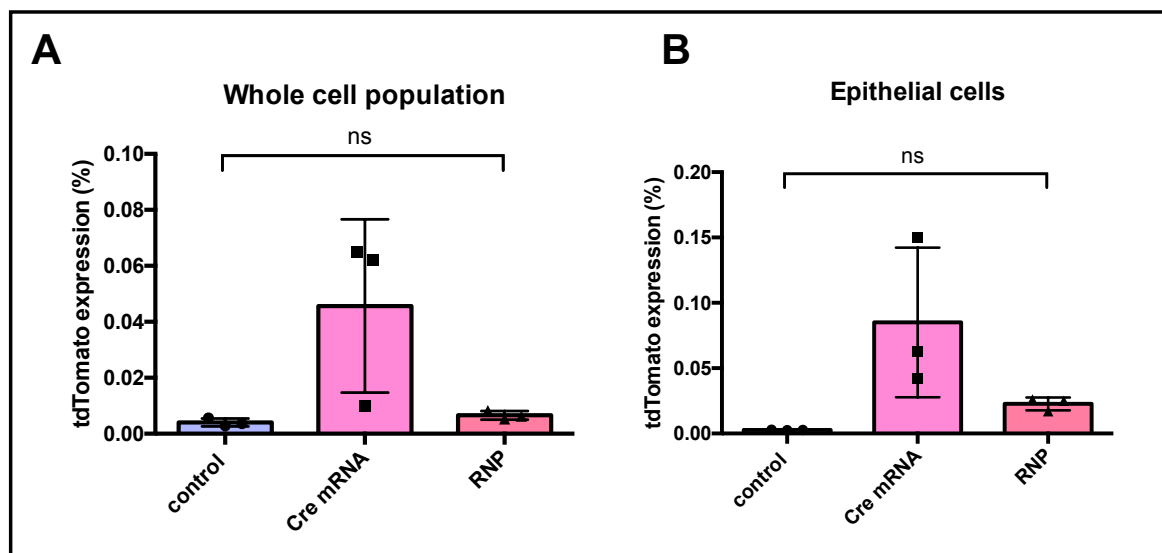 A
Whole cell population
ns
tdTomato expression (%)
0.10
0.08
0.06
0.04
0.02
0.00
control
Cre mRNA
RNP
B
Epithelial cells
ns
tdTomato expression (%)
0.20
0.15
0.10
0.05
0.00
control
Cre mRNA
RNP